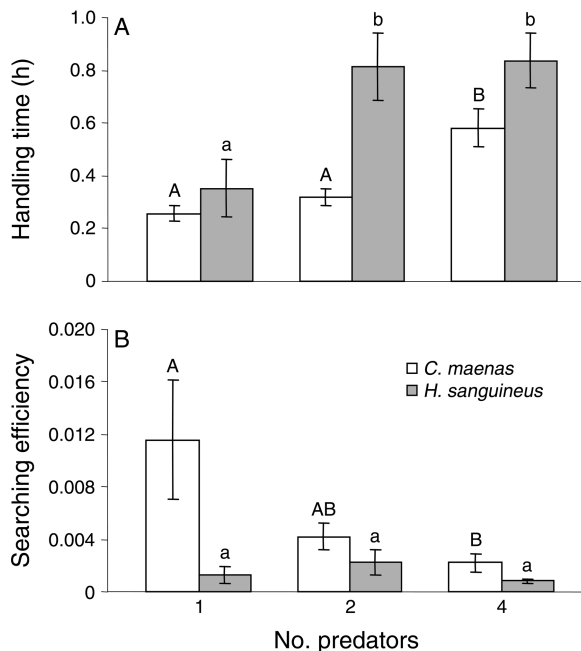 A
Handling time (h)
1.0
0.8
0.6
0.4
0.2
0
A
a
A
b
B
b
B
Searching efficiency
0.020
0.016
0.012
0.008
0.004
0
C. maenas
H. sanguineus
A
a
AB
a
B
a
1
2
4
No. predators